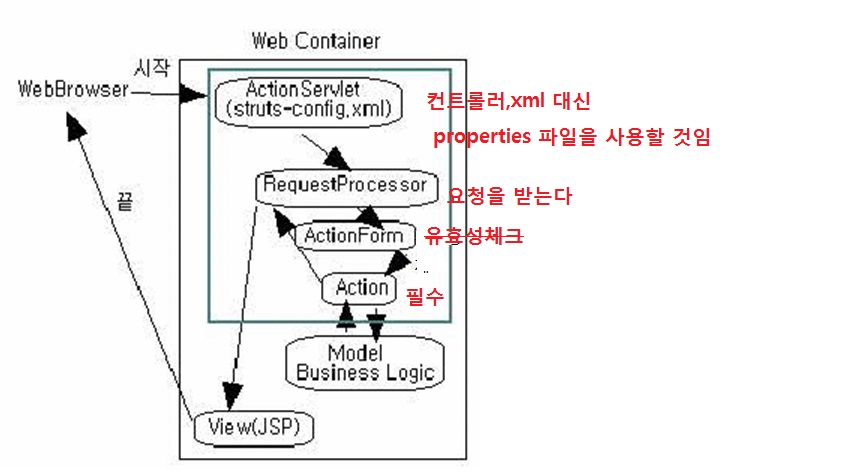 Web Container
시작
WebBrowser
ActionServlet
(struts-config,xml)
컨트롤러,xml 대신
properties 파일을 사용할 것임
RequestProcessor
요청을 받는다
끝
ActionForm
유효성체크
Action
필수
Model
Business Logic
View(JSP)